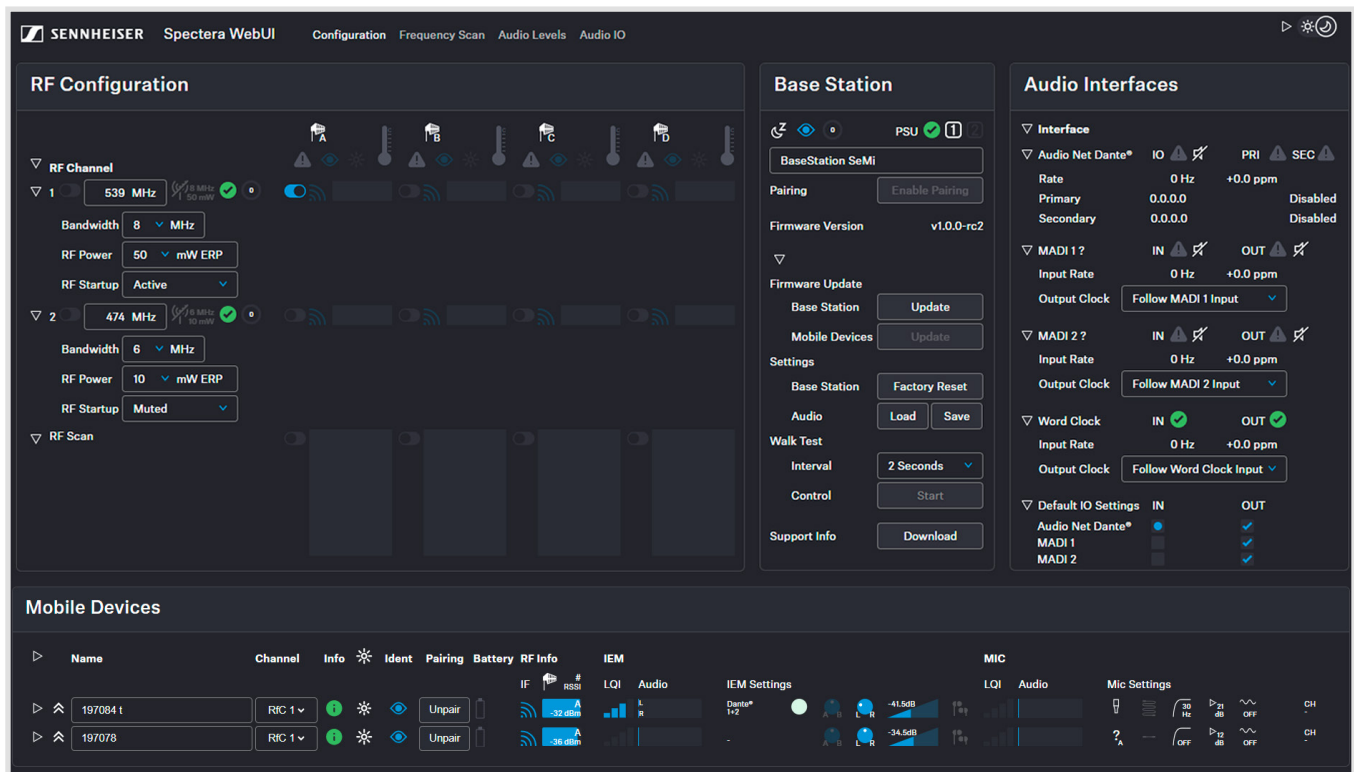 SENNHEISER Spectera WebUI Configuration Frequency Scan Audio Levels Audio IO
RF Configuration
A B C D
RF Channel
1 539 MHz 8 MHz 50 mW 0
Bandwidth 8 MHz
RF Power 50 mW ERP
RF Startup Active
2 474 MHz 6 MHz 10 mW 0
Bandwidth 6 MHz
RF Power 10 mW ERP
RF Startup Muted
RF Scan
Base Station
0 PSU 1 2
BaseStation SeMi
Pairing Enable Pairing
Firmware Version v1.0.0-rc2
Firmware Update
Base Station Update
Mobile Devices Update
Settings
Base Station Factory Reset
Audio Load Save
Walk Test
Interval 2 Seconds
Control Start
Support Info Download
Audio Interfaces
Interface
Audio Net Dante® IO PRI SEC
Rate 0 Hz +0.0 ppm
Primary 0.0.0.0 Disabled
Secondary 0.0.0.0 Disabled
MADI 1 ? IN OUT
Input Rate 0 Hz +0.0 ppm
Output Clock Follow MADI 1 Input
MADI 2 ? IN OUT
Input Rate 0 Hz +0.0 ppm
Output Clock Follow MADI 2 Input
Word Clock IN OUT
Input Rate 0 Hz +0.0 ppm
Output Clock Follow Word Clock Input
Default IO Settings IN OUT
Audio Net Dante®
MADI 1
MADI 2
Mobile Devices
Name Channel Info Ident Pairing Battery RF Info IEM MIC
IF # RSSI LQI Audio IEM Settings LQI Audio Mic Settings
197084 t RfC 1 Unpair A -32 dBm L R Dante® 1+2 A B L R -41.5dB 30 Hz 21 dB OFF CH -
197078 RfC 1 Unpair A -36 dBm - A B L R -34.5dB ? A OFF 12 dB OFF CH -